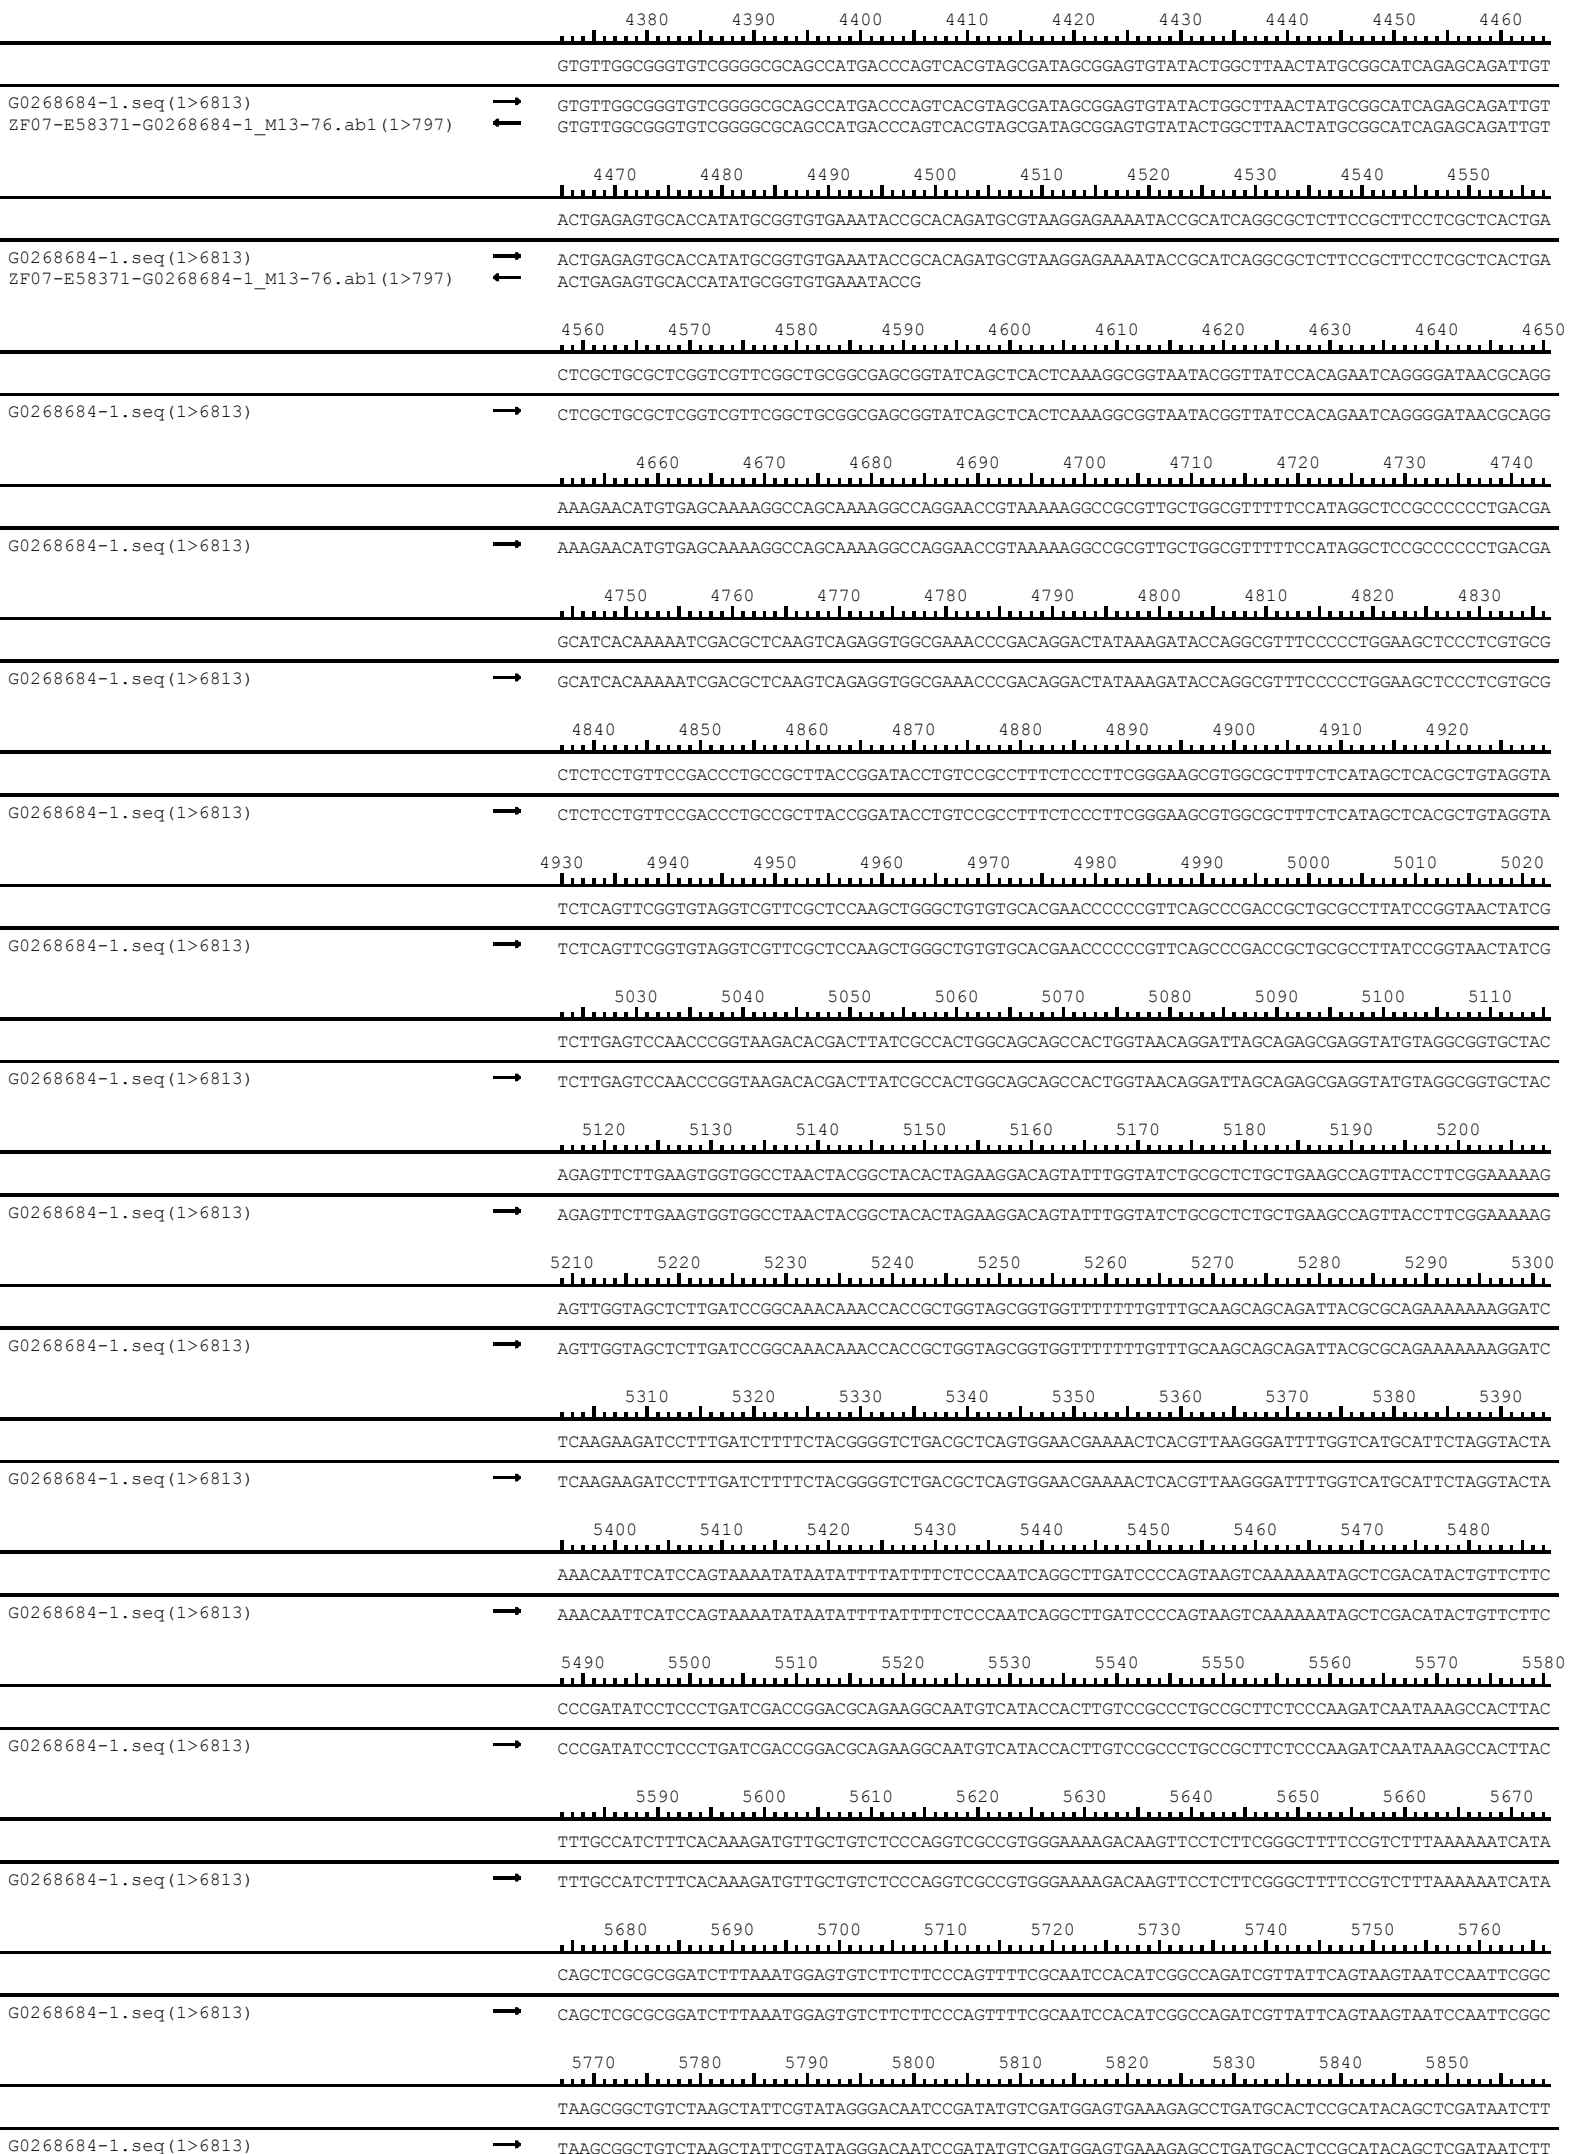 4380 4390 4400 4410 4420 4430 4440 4450 4460
GTGTTGGCGGGTGTCGGGGCGCAGCCATGACCCAGTCACGTAGCGATAGCGGAGTGTATACTGGCTTAACTATGCGGCATCAGAGCAGATTGT
G0268684-1.seq(1>6813) → GTGTTGGCGGGTGTCGGGGCGCAGCCATGACCCAGTCACGTAGCGATAGCGGAGTGTATACTGGCTTAACTATGCGGCATCAGAGCAGATTGT
ZF07-E58371-G0268684-1_M13-76.ab1(1>797) ← GTGTTGGCGGGTGTCGGGGCGCAGCCATGACCCAGTCACGTAGCGATAGCGGAGTGTATACTGGCTTAACTATGCGGCATCAGAGCAGATTGT
4470 4480 4490 4500 4510 4520 4530 4540 4550
ACTGAGAGTGCACCATATGCGGTGTGAAATACCGCACAGATGCGTAAGGAGAAAATACCGCATCAGGCGCTCTTCCGCTTCCTCGCTCACTGA
G0268684-1.seq(1>6813) → ACTGAGAGTGCACCATATGCGGTGTGAAATACCGCACAGATGCGTAAGGAGAAAATACCGCATCAGGCGCTCTTCCGCTTCCTCGCTCACTGA
ZF07-E58371-G0268684-1_M13-76.ab1(1>797) ← ACTGAGAGTGCACCATATGCGGTGTGAAATACCG
4560 4570 4580 4590 4600 4610 4620 4630 4640 4650
CTCGCTGCGCTCGGTCGTTCGGCTGCGGCGAGCGGTATCAGCTCACTCAAAGGCGGTAATACGGTTATCCACAGAATCAGGGGATAACGCAGG
G0268684-1.seq(1>6813) → CTCGCTGCGCTCGGTCGTTCGGCTGCGGCGAGCGGTATCAGCTCACTCAAAGGCGGTAATACGGTTATCCACAGAATCAGGGGATAACGCAGG
4660 4670 4680 4690 4700 4710 4720 4730 4740
AAAGAACATGTGAGCAAAAGGCCAGCAAAAGGCCAGGAACCGTAAAAAGGCCGCGTTGCTGGCGTTTTTCCATAGGCTCCGCCCCCCTGACGA
G0268684-1.seq(1>6813) → AAAGAACATGTGAGCAAAAGGCCAGCAAAAGGCCAGGAACCGTAAAAAGGCCGCGTTGCTGGCGTTTTTCCATAGGCTCCGCCCCCCTGACGA
4750 4760 4770 4780 4790 4800 4810 4820 4830
GCATCACAAAAATCGACGCTCAAGTCAGAGGTGGCGAAACCCGACAGGACTATAAAGATACCAGGCGTTTCCCCCTGGAAGCTCCCTCGTGCG
G0268684-1.seq(1>6813) → GCATCACAAAAATCGACGCTCAAGTCAGAGGTGGCGAAACCCGACAGGACTATAAAGATACCAGGCGTTTCCCCCTGGAAGCTCCCTCGTGCG
4840 4850 4860 4870 4880 4890 4900 4910 4920
CTCTCCTGTTCCGACCCTGCCGCTTACCGGATACCTGTCCGCCTTTCTCCCTTCGGGAAGCGTGGCGCTTTCTCATAGCTCACGCTGTAGGTA
G0268684-1.seq(1>6813) → CTCTCCTGTTCCGACCCTGCCGCTTACCGGATACCTGTCCGCCTTTCTCCCTTCGGGAAGCGTGGCGCTTTCTCATAGCTCACGCTGTAGGTA
4930 4940 4950 4960 4970 4980 4990 5000 5010 5020
TCTCAGTTCGGTGTAGGTCGTTCGCTCCAAGCTGGGCTGTGTGCACGAACCCCCCGTTCAGCCCGACCGCTGCGCCTTATCCGGTAACTATCG
G0268684-1.seq(1>6813) → TCTCAGTTCGGTGTAGGTCGTTCGCTCCAAGCTGGGCTGTGTGCACGAACCCCCCGTTCAGCCCGACCGCTGCGCCTTATCCGGTAACTATCG
5030 5040 5050 5060 5070 5080 5090 5100 5110
TCTTGAGTCCAACCCGGTAAGACACGACTTATCGCCACTGGCAGCAGCCACTGGTAACAGGATTAGCAGAGCGAGGTATGTAGGCGGTGCTAC
G0268684-1.seq(1>6813) → TCTTGAGTCCAACCCGGTAAGACACGACTTATCGCCACTGGCAGCAGCCACTGGTAACAGGATTAGCAGAGCGAGGTATGTAGGCGGTGCTAC
5120 5130 5140 5150 5160 5170 5180 5190 5200
AGAGTTCTTGAAGTGGTGGCCTAACTACGGCTACACTAGAAGGACAGTATTTGGTATCTGCGCTCTGCTGAAGCCAGTTACCTTCGGAAAAAG
G0268684-1.seq(1>6813) → AGAGTTCTTGAAGTGGTGGCCTAACTACGGCTACACTAGAAGGACAGTATTTGGTATCTGCGCTCTGCTGAAGCCAGTTACCTTCGGAAAAAG
5210 5220 5230 5240 5250 5260 5270 5280 5290 5300
AGTTGGTAGCTCTTGATCCGGCAAACAAACCACCGCTGGTAGCGGTGGTTTTTTTGTTTGCAAGCAGCAGATTACGCGCAGAAAAAAAGGATC
G0268684-1.seq(1>6813) → AGTTGGTAGCTCTTGATCCGGCAAACAAACCACCGCTGGTAGCGGTGGTTTTTTTGTTTGCAAGCAGCAGATTACGCGCAGAAAAAAAGGATC
5310 5320 5330 5340 5350 5360 5370 5380 5390
TCAAGAAGATCCTTTGATCTTTTCTACGGGGTCTGACGCTCAGTGGAACGAAAACTCACGTTAAGGGATTTTGGTCATGCATTCTAGGTACTA
G0268684-1.seq(1>6813) → TCAAGAAGATCCTTTGATCTTTTCTACGGGGTCTGACGCTCAGTGGAACGAAAACTCACGTTAAGGGATTTTGGTCATGCATTCTAGGTACTA
5400 5410 5420 5430 5440 5450 5460 5470 5480
AAACAATTCATCCAGTAAAATATAATATTTTATTTTCTCCCAATCAGGCTTGATCCCCAGTAAGTCAAAAAATAGCTCGACATACTGTTCTTC
G0268684-1.seq(1>6813) → AAACAATTCATCCAGTAAAATATAATATTTTATTTTCTCCCAATCAGGCTTGATCCCCAGTAAGTCAAAAAATAGCTCGACATACTGTTCTTC
5490 5500 5510 5520 5530 5540 5550 5560 5570 5580
CCCGATATCCTCCCTGATCGACCGGACGCAGAAGGCAATGTCATACCACTTGTCCGCCCTGCCGCTTCTCCCAAGATCAATAAAGCCACTTAC
G0268684-1.seq(1>6813) → CCCGATATCCTCCCTGATCGACCGGACGCAGAAGGCAATGTCATACCACTTGTCCGCCCTGCCGCTTCTCCCAAGATCAATAAAGCCACTTAC
5590 5600 5610 5620 5630 5640 5650 5660 5670
TTTGCCATCTTTCACAAAGATGTTGCTGTCTCCCAGGTCGCCGTGGGAAAAGACAAGTTCCTCTTCGGGCTTTTCCGTCTTTAAAAAATCATA
G0268684-1.seq(1>6813) → TTTGCCATCTTTCACAAAGATGTTGCTGTCTCCCAGGTCGCCGTGGGAAAAGACAAGTTCCTCTTCGGGCTTTTCCGTCTTTAAAAAATCATA
5680 5690 5700 5710 5720 5730 5740 5750 5760
CAGCTCGCGCGGATCTTTAAATGGAGTGTCTTCTTCCCAGTTTTCGCAATCCACATCGGCCAGATCGTTATTCAGTAAGTAATCCAATTCGGC
G0268684-1.seq(1>6813) → CAGCTCGCGCGGATCTTTAAATGGAGTGTCTTCTTCCCAGTTTTCGCAATCCACATCGGCCAGATCGTTATTCAGTAAGTAATCCAATTCGGC
5770 5780 5790 5800 5810 5820 5830 5840 5850
TAAGCGGCTGTCTAAGCTATTCGTATAGGGACAATCCGATATGTCGATGGAGTGAAAGAGCCTGATGCACTCCGCATACAGCTCGATAATCTT
G0268684-1.seq(1>6813) → TAAGCGGCTGTCTAAGCTATTCGTATAGGGACAATCCGATATGTCGATGGAGTGAAAGAGCCTGATGCACTCCGCATACAGCTCGATAATCTT